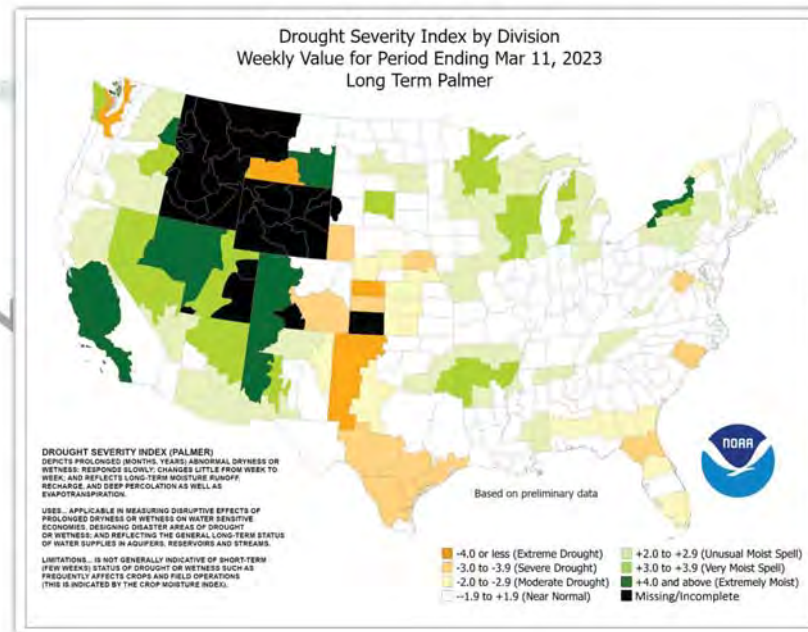 Drought Severity Index by Division
Weekly Value for Period Ending Mar 11, 2023
Long Term Palmer
DROUGHT SEVERITY INDEX (PALMER)
DEPICTS PROLONGED (MONTHS, YEARS) ABNORMAL DRYNESS OR
WETNESS; RESPONDS SLOWLY; CHANGES LITTLE FROM WEEK TO
WEEK; AND REFLECTS LONG-TERM MOISTURE RUNOFF,
RECHARGE, AND DEEP PERCOLATION AS WELL AS
EVAPOTRANSPIRATION.
USES... APPLICABLE IN MEASURING DISRUPTIVE EFFECTS OF
PROLONGED DRYNESS OR WETNESS ON WATER SENSITIVE
ECONOMIES, DESIGNING DISASTER AREAS OF DROUGHT
OR WETNESS; AND REFLECTING THE GENERAL LONG-TERM STATUS
OF WATER SUPPLIES IN AQUIFERS, RESERVOIRS AND STREAMS.
LIMITATIONS... IS NOT GENERALLY INDICATIVE OF SHORT-TERM
(FEW WEEKS) STATUS OF DROUGHT OR WETNESS SUCH AS
FREQUENTLY AFFECTS CROPS AND FIELD OPERATIONS
(THIS IS INDICATED BY THE CROP MOISTURE INDEX).
Based on preliminary data
NOAA
-4.0 or less (Extreme Drought)
-3.0 to -3.9 (Severe Drought)
-2.0 to -2.9 (Moderate Drought)
--1.9 to +1.9 (Near Normal)
+2.0 to +2.9 (Unusual Moist Spell)
+3.0 to +3.9 (Very Moist Spell)
+4.0 and above (Extremely Moist)
Missing/Incomplete